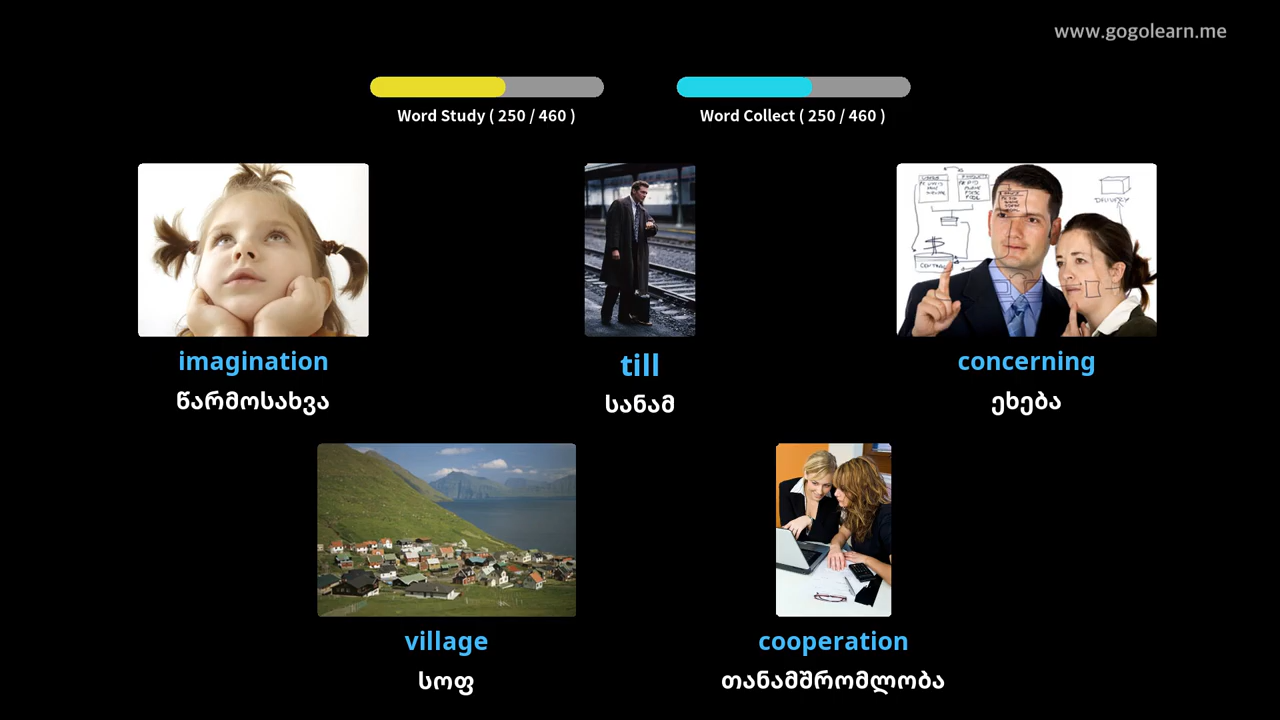 www.gogolearn.me
Word Study ( 250 / 460 )
Word Collect ( 250 / 460 )
imagination
წარმოსახვა
till
სანამ
concerning
ეხება
village
სოფ
cooperation
თანამშრომლობა